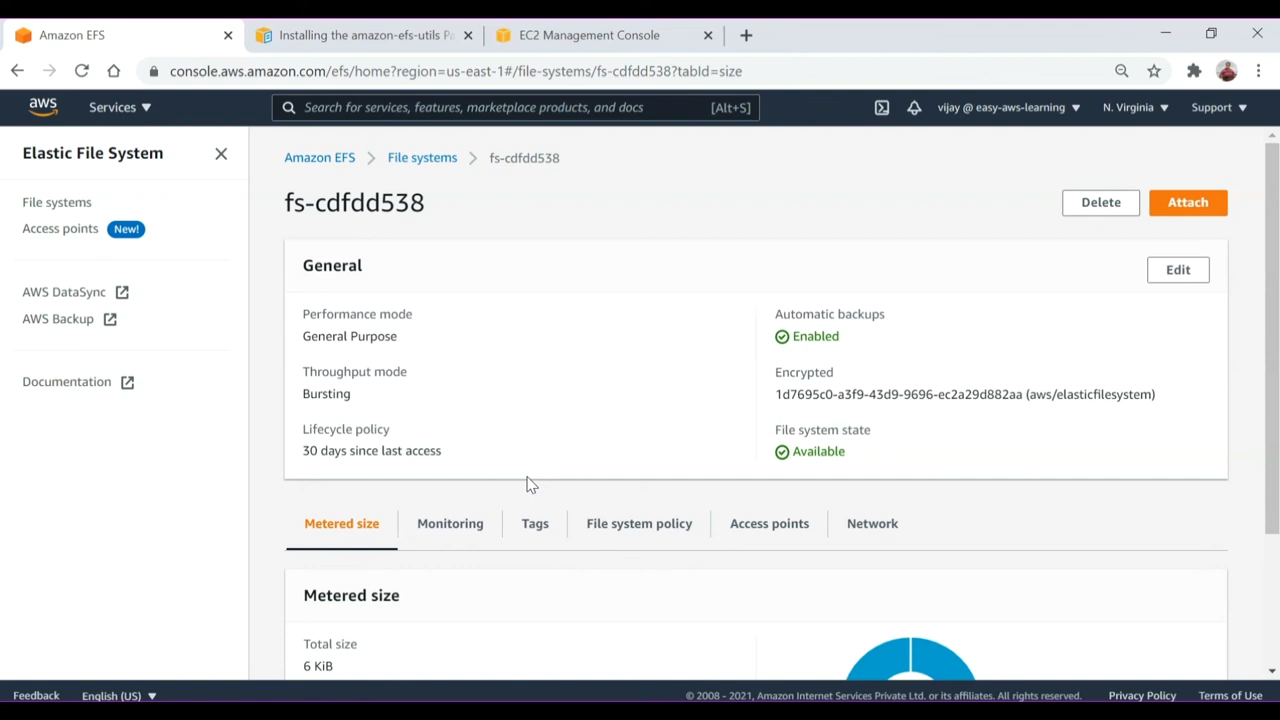 Amazon EFS
Installing the amazon-efs-utils Pa
EC2 Management Console
console.aws.amazon.com/efs/home?region=us-east-1#/file-systems/fs-cdfdd538?tabId=size
aws
Services
Search for services, features, marketplace products, and docs [Alt+S]
vijay @ easy-aws-learning
N. Virginia
Support
Elastic File System
File systems
Access points New!
AWS DataSync
AWS Backup
Documentation
Amazon EFS
File systems
fs-cdfdd538
fs-cdfdd538
Delete
Attach
General
Edit
Performance mode
General Purpose
Throughput mode
Bursting
Lifecycle policy
30 days since last access
Automatic backups
Enabled
Encrypted
1d7695c0-a3f9-43d9-9696-ec2a29d882aa (aws/elasticfilesystem)
File system state
Available
Metered size
Monitoring
Tags
File system policy
Access points
Network
Metered size
Total size
6 KiB
Feedback
English (US)
© 2008 - 2021, Amazon Internet Services Private Ltd. or its affiliates. All rights reserved.
Privacy Policy
Terms of Use